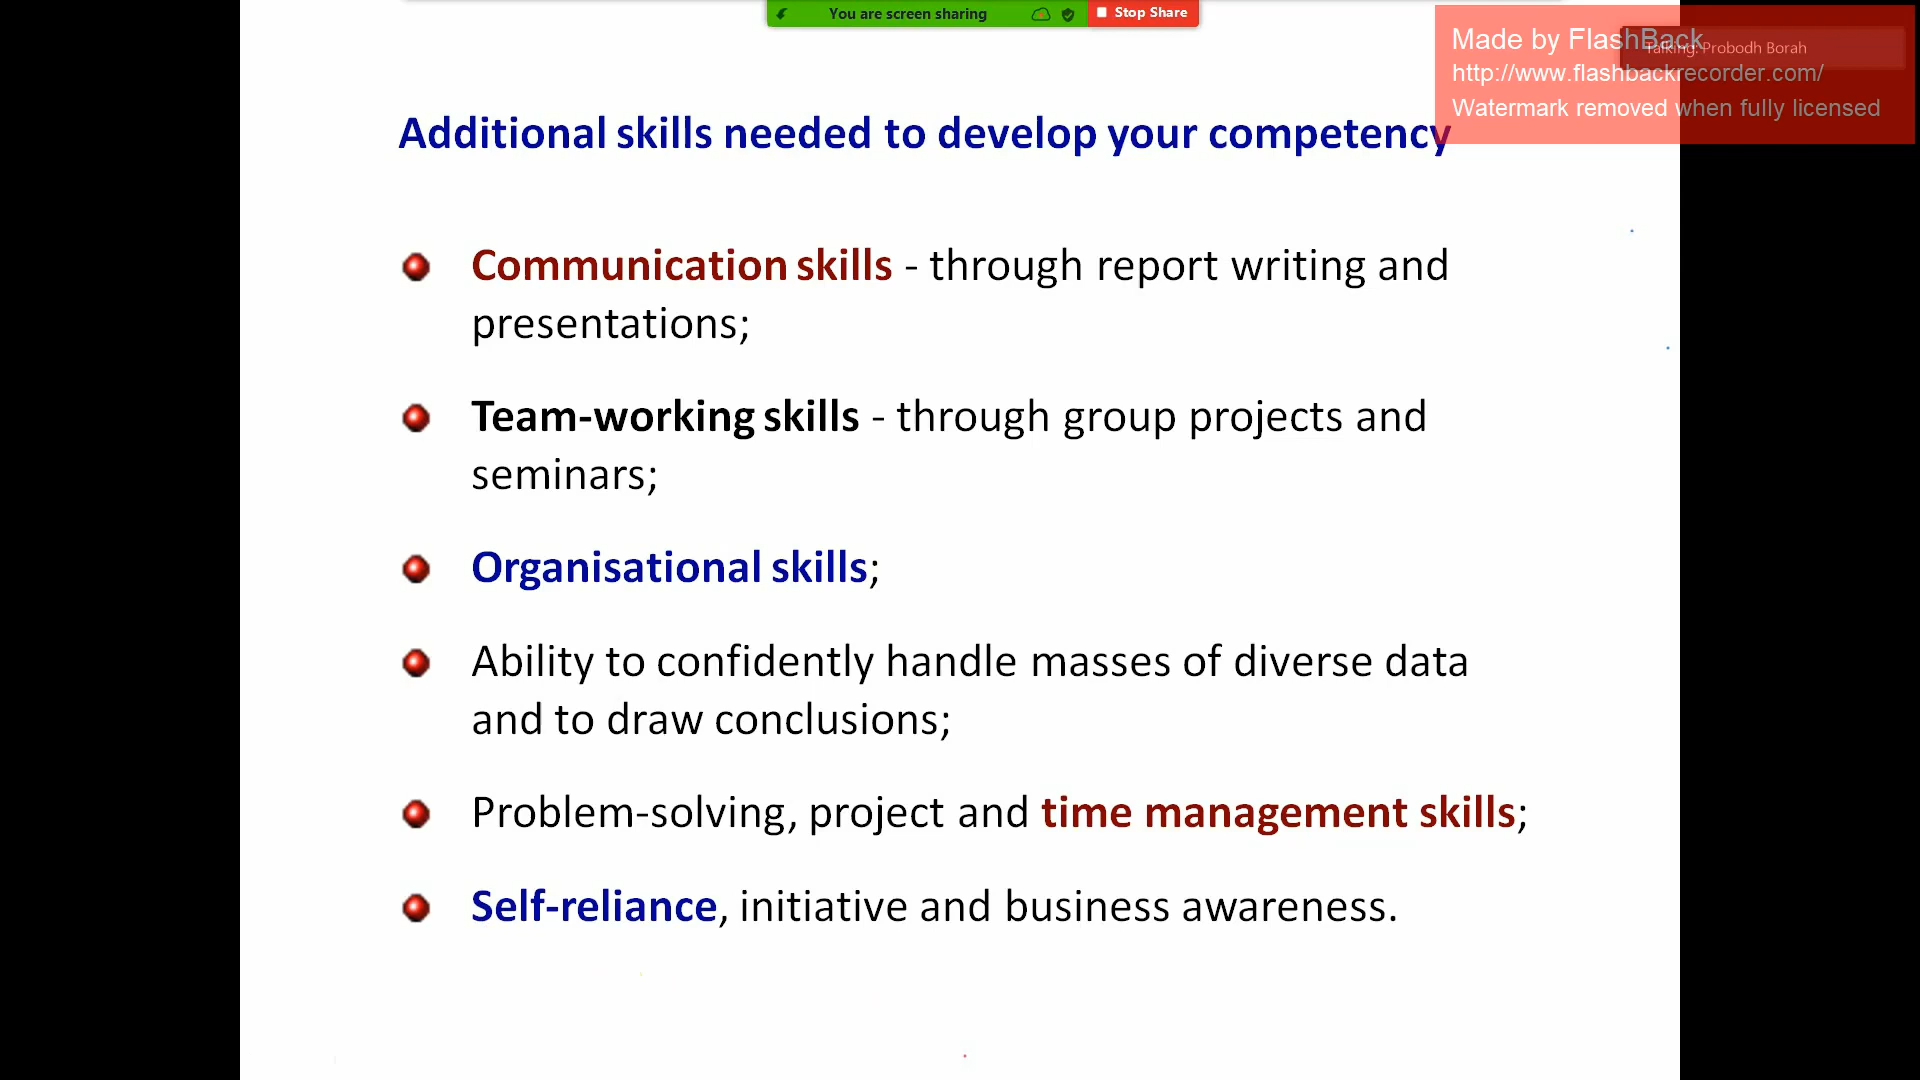 You are screen sharing
Stop Share
Made by FlashBack
Talking: Probodh Borah
http://www.flashbackrecorder.com/
Watermark removed when fully licensed
Additional skills needed to develop your competency
Communication skills - through report writing and
presentations;
Team-working skills - through group projects and
seminars;
Organisational skills;
Ability to confidently handle masses of diverse data
and to draw conclusions;
Problem-solving, project and time management skills;
Self-reliance, initiative and business awareness.